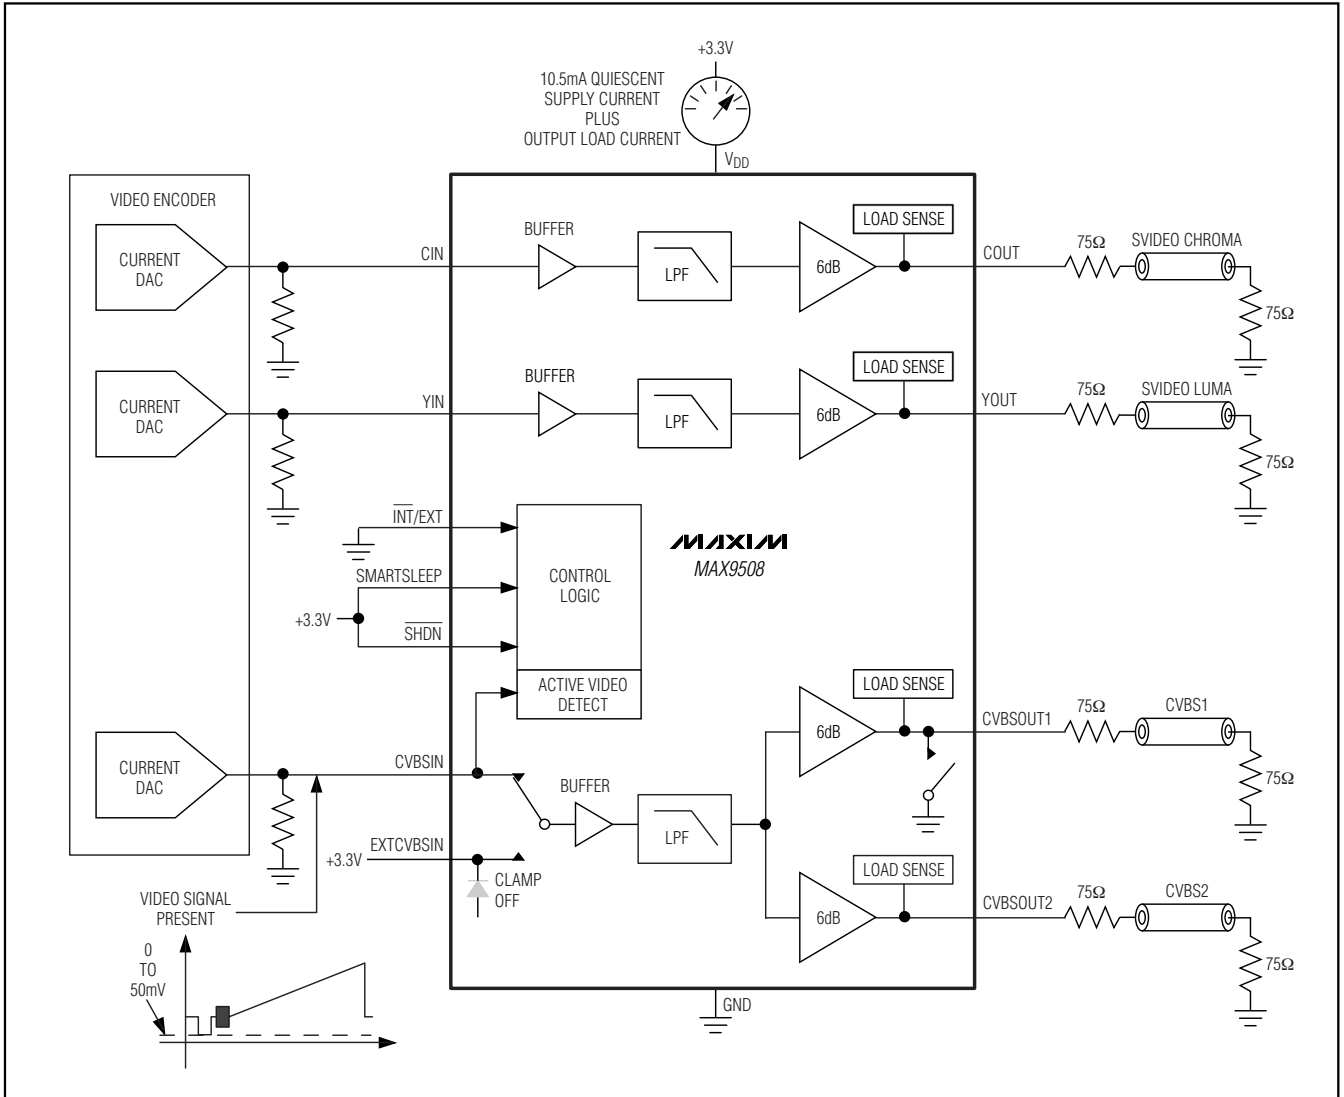 +3.3V
10.5mA QUIESCENT
SUPPLY CURRENT
PLUS
OUTPUT LOAD CURRENT
VDD
VIDEO ENCODER
CURRENT
DAC
CIN
BUFFER
LPF
6dB
LOAD SENSE
COUT
75Ω
SVIDEO CHROMA
75Ω
CURRENT
DAC
YIN
BUFFER
LPF
6dB
LOAD SENSE
YOUT
75Ω
SVIDEO LUMA
75Ω
I̅N̅T̅/EXT
SMARTSLEEP
+3.3V
S̅H̅D̅N̅
CONTROL
LOGIC
ACTIVE VIDEO
DETECT
MAXIM
MAX9508
CURRENT
DAC
CVBSIN
BUFFER
LPF
EXTCVBSIN
+3.3V
CLAMP
OFF
6dB
LOAD SENSE
CVBSOUT1
75Ω
CVBS1
75Ω
6dB
LOAD SENSE
CVBSOUT2
75Ω
CVBS2
75Ω
VIDEO SIGNAL
PRESENT
0
TO
50mV
GND